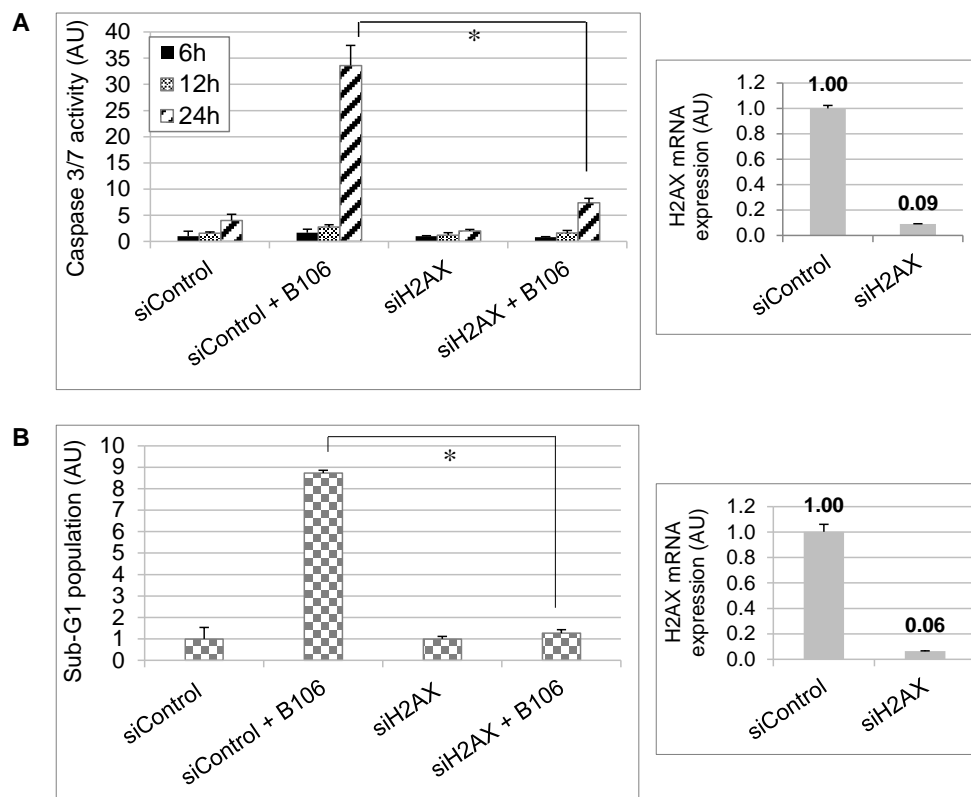 A
Caspase 3/7 activity (AU)
40
35
30
25
20
15
10
5
0
6h
12h
24h
*
siControl
siControl + B106
siH2AX
siH2AX + B106
H2AX mRNA
expression (AU)
1.2
1.0
0.8
0.6
0.4
0.2
0.0
1.00
0.09
siControl
siH2AX
B
Sub-G1 population (AU)
10
9
8
7
6
5
4
3
2
1
0
*
siControl
siControl + B106
siH2AX
siH2AX + B106
H2AX mRNA
expression (AU)
1.2
1.0
0.8
0.6
0.4
0.2
0.0
1.00
0.06
siControl
siH2AX